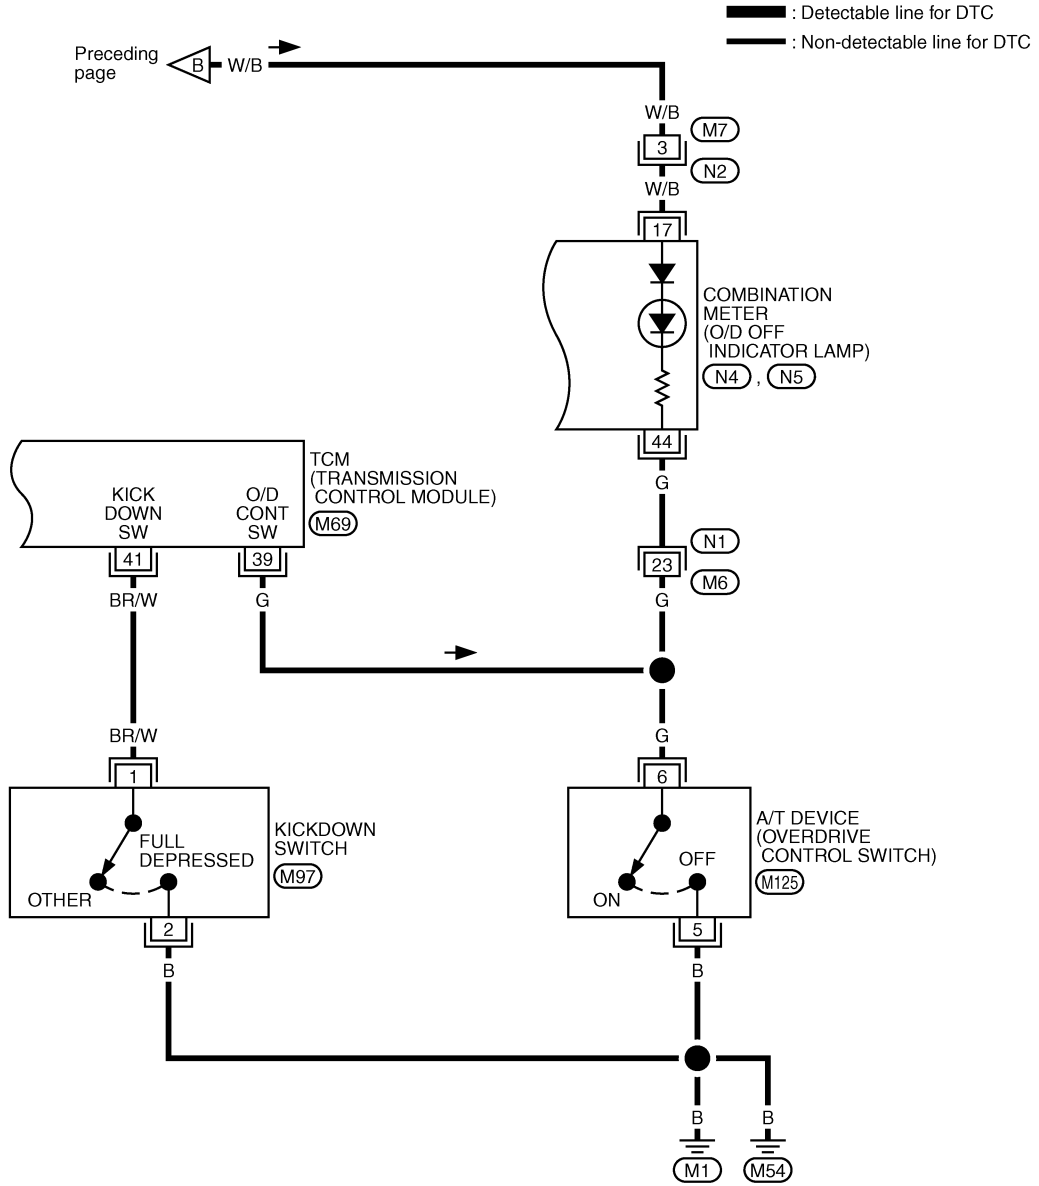 : Detectable line for DTC
: Non-detectable line for DTC
Preceding
page
B
W/B
W/B
M7
3
N2
W/B
17
COMBINATION
METER
(O/D OFF
INDICATOR LAMP)
N4 , N5
44
G
TCM
(TRANSMISSION
CONTROL MODULE)
M69
KICK
DOWN
SW
O/D
CONT
SW
41
39
N1
23
M6
BR/W
G
G
BR/W
G
1
6
KICKDOWN
SWITCH
M97
FULL
DEPRESSED
OTHER
A/T DEVICE
(OVERDRIVE
CONTROL SWITCH)
M125
OFF
ON
2
5
B
B
B
B
M1
M54